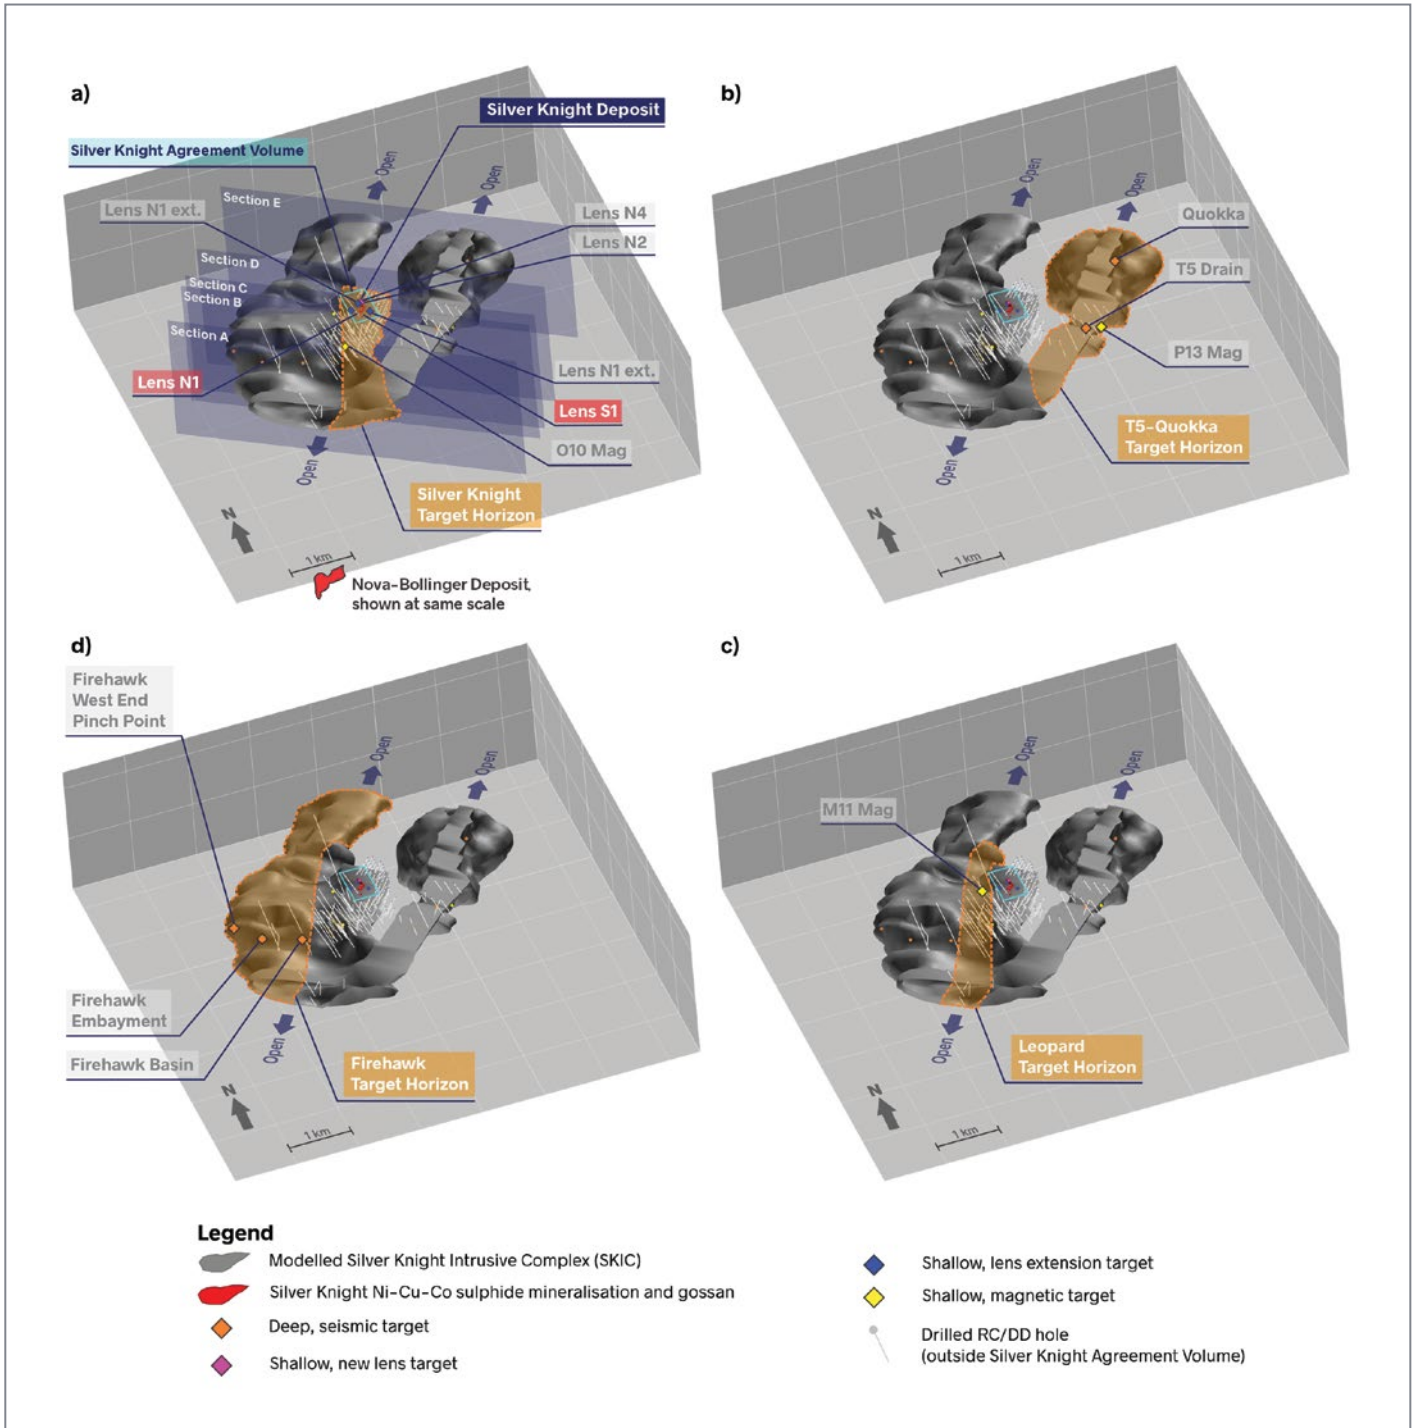 a)
Silver Knight Deposit
Silver Knight Agreement Volume
Open
Open
Section E
Lens N1 ext.
Lens N4
Lens N2
Section D
Section C
Section B
Section A
Lens N1
Lens N1 ext.
Lens S1
O10 Mag
Open
Silver Knight
Target Horizon
N
1 km
Nova-Bollinger Deposit,
shown at same scale
b)
Open
Open
Quokka
T5 Drain
P13 Mag
T5-Quokka
Target Horizon
Open
N
1 km
d)
Firehawk
West End
Pinch Point
Open
Open
Firehawk
Embayment
Firehawk Basin
Open
Firehawk
Target Horizon
N
1 km
c)
Open
Open
M11 Mag
Open
Leopard
Target Horizon
N
1 km
Legend
Modelled Silver Knight Intrusive Complex (SKIC)
Silver Knight Ni-Cu-Co sulphide mineralisation and gossan
Deep, seismic target
Shallow, new lens target
Shallow, lens extension target
Shallow, magnetic target
Drilled RC/DD hole
(outside Silver Knight Agreement Volume)